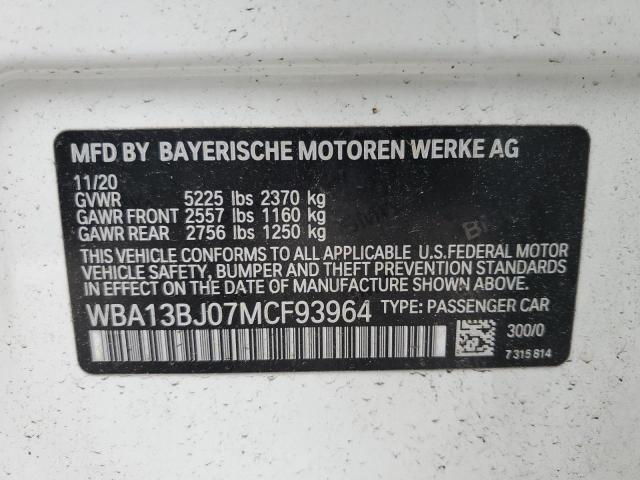 MFD BY BAYERISCHE MOTOREN WERKE AG
11/20
GVWR 5225 lbs 2370 kg
GAWR FRONT 2557 lbs 1160 kg
GAWR REAR 2756 lbs 1250 kg
THIS VEHICLE CONFORMS TO ALL APPLICABLE U.S.FEDERAL MOTOR
VEHICLE SAFETY, BUMPER AND THEFT PREVENTION STANDARDS
IN EFFECT ON THE DATE OF MANUFACTURE SHOWN ABOVE.
WBA13BJ07MCF93964 TYPE: PASSENGER CAR
300/0
7 315 814